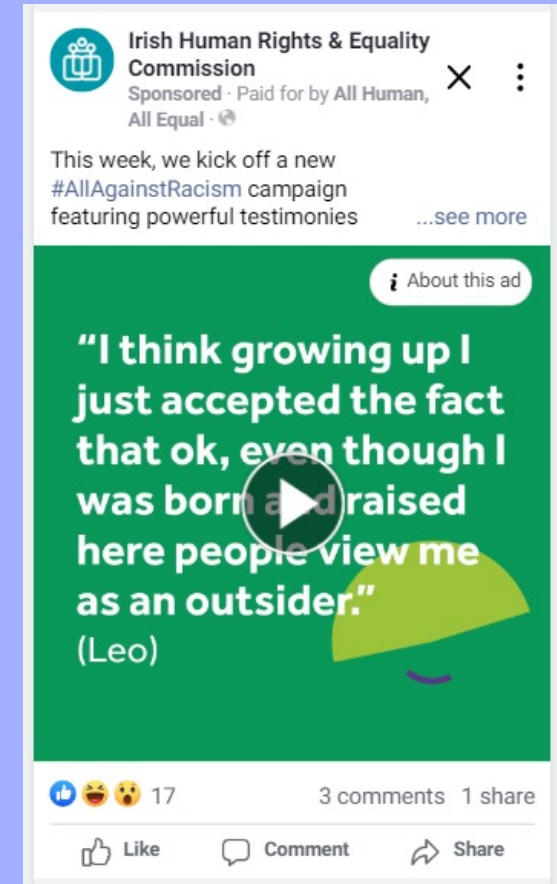 Irish Human Rights & Equality
Commission
Sponsored · Paid for by All Human,
All Equal ·
This week, we kick off a new
#AllAgainstRacism campaign
featuring powerful testimonies ...see more
i About this ad
“I think growing up I
just accepted the fact
that ok, even though I
was born and raised
here people view me
as an outsider.”
(Leo)
17 3 comments 1 share
Like Comment Share